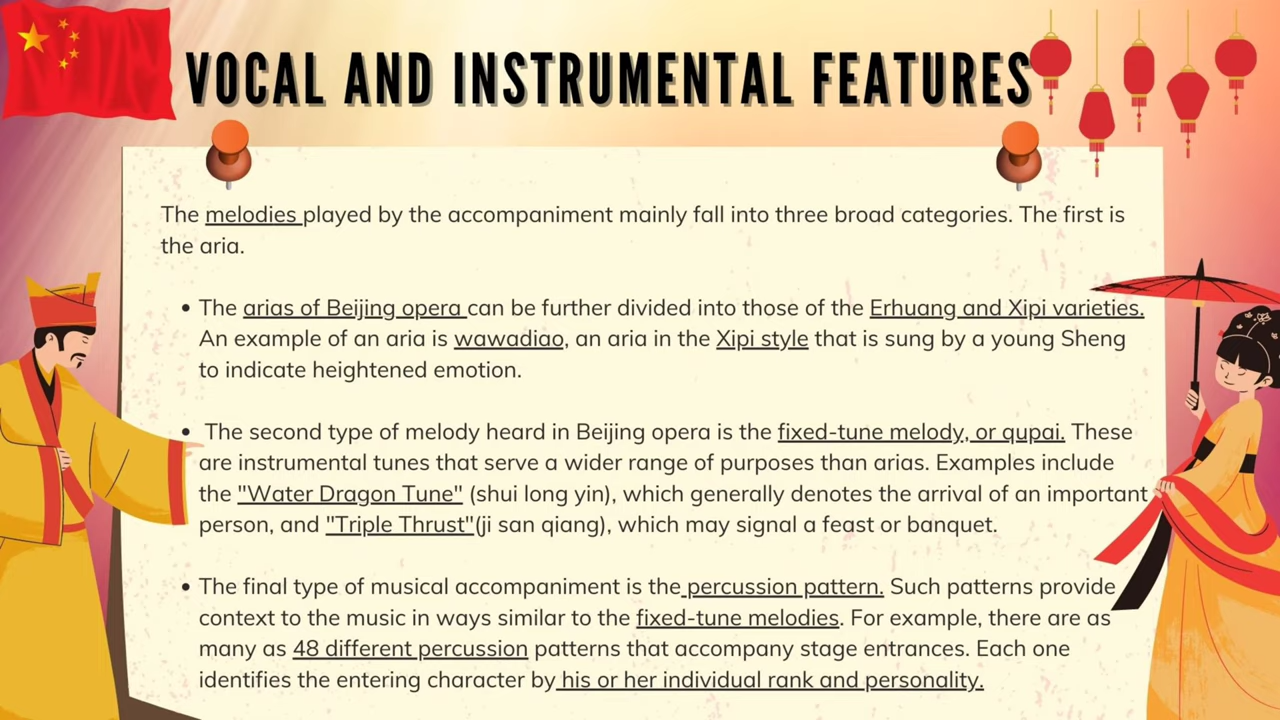 VOCAL AND INSTRUMENTAL FEATURES
The melodies played by the accompaniment mainly fall into three broad categories. The first is
the aria.
• The arias of Beijing opera can be further divided into those of the Erhuang and Xipi varieties.
An example of an aria is wawadiao, an aria in the Xipi style that is sung by a young Sheng
to indicate heightened emotion.
• The second type of melody heard in Beijing opera is the fixed-tune melody, or qupai. These
are instrumental tunes that serve a wider range of purposes than arias. Examples include
the "Water Dragon Tune" (shui long yin), which generally denotes the arrival of an important
person, and "Triple Thrust"(ji san qiang), which may signal a feast or banquet.
• The final type of musical accompaniment is the percussion pattern. Such patterns provide
context to the music in ways similar to the fixed-tune melodies. For example, there are as
many as 48 different percussion patterns that accompany stage entrances. Each one
identifies the entering character by his or her individual rank and personality.